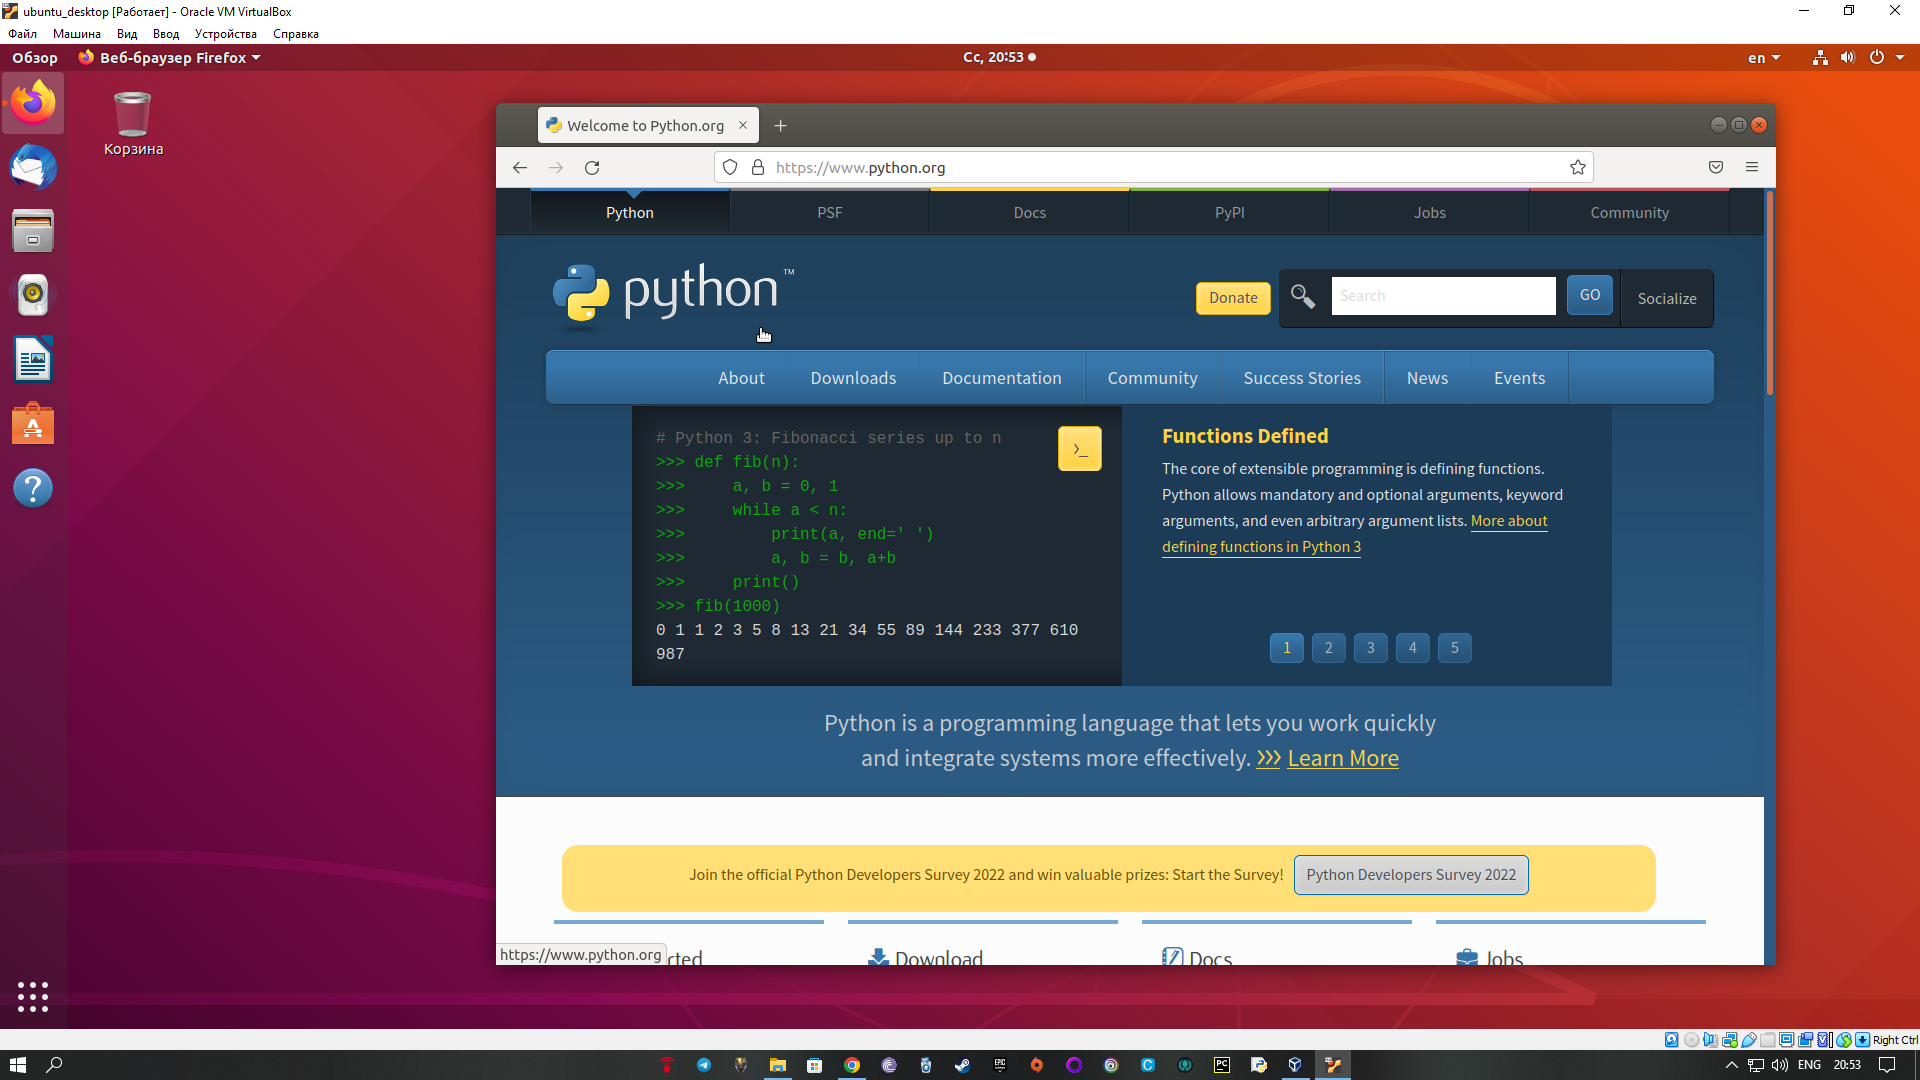 ubuntu_desktop [Работает] - Oracle VM VirtualBox
Файл Машина Вид Ввод Устройства Справка
Обзор Веб-браузер Firefox Сс, 20:53 en
Корзина
Welcome to Python.org
https://www.python.org
Python PSF Docs PyPI Jobs Community
python™
Donate Search GO Socialize
About Downloads Documentation Community Success Stories News Events
# Python 3: Fibonacci series up to n
>>> def fib(n):
>>>     a, b = 0, 1
>>>     while a < n:
>>>         print(a, end=' ')
>>>         a, b = b, a+b
>>>     print()
>>> fib(1000)
0 1 1 2 3 5 8 13 21 34 55 89 144 233 377 610
987
>_
Functions Defined
The core of extensible programming is defining functions.
Python allows mandatory and optional arguments, keyword
arguments, and even arbitrary argument lists. More about
defining functions in Python 3
1 2 3 4 5
Python is a programming language that lets you work quickly
and integrate systems more effectively. >>> Learn More
Join the official Python Developers Survey 2022 and win valuable prizes: Start the Survey! Python Developers Survey 2022
https://www.python.org rted Download Docs Jobs
Right Ctrl
ENG 20:53